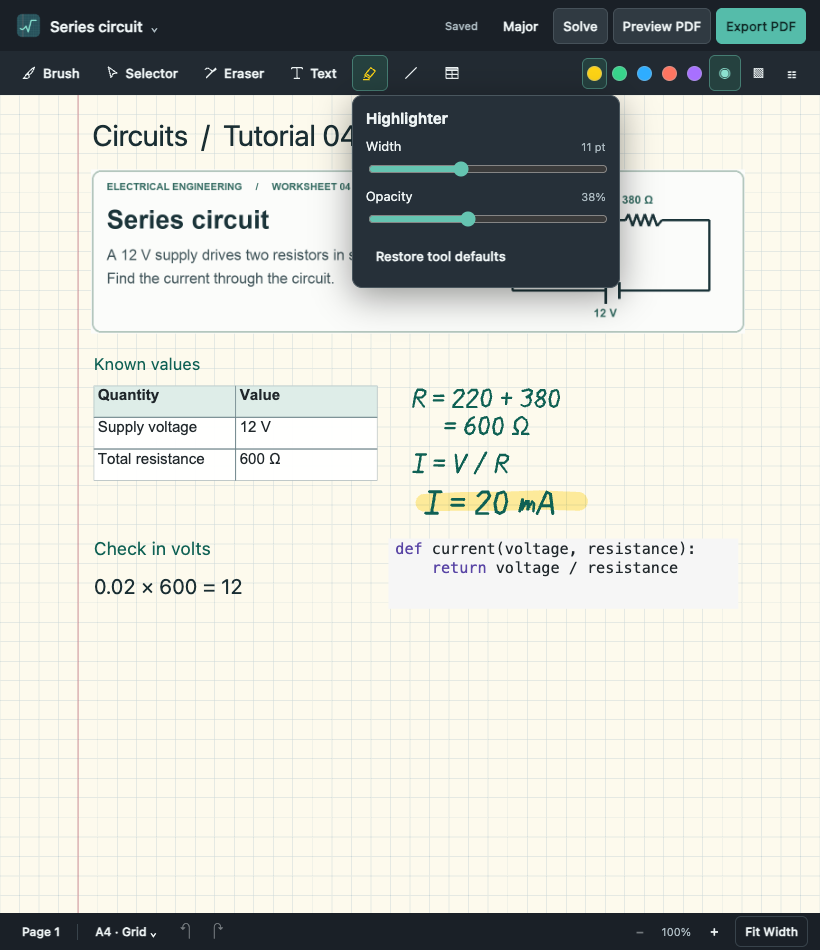 Series circuit
Saved
Major
Solve
Preview PDF
Export PDF
Brush
Selector
Eraser
Text
Highlighter
Width
11 pt
Opacity
38%
Restore tool defaults
Circuits / Tutorial 04
ELECTRICAL ENGINEERING / WORKSHEET 04
Series circuit
A 12 V supply drives two resistors in
Find the current through the circuit.
380 Ω
12 V
Known values
Quantity Value
Supply voltage 12 V
Total resistance 600 Ω
R = 220 + 380
= 600 Ω
I = V / R
I = 20 mA
Check in volts
0.02 × 600 = 12
def current(voltage, resistance):
    return voltage / resistance
Page 1
A4 · Grid
− 100% +
Fit Width